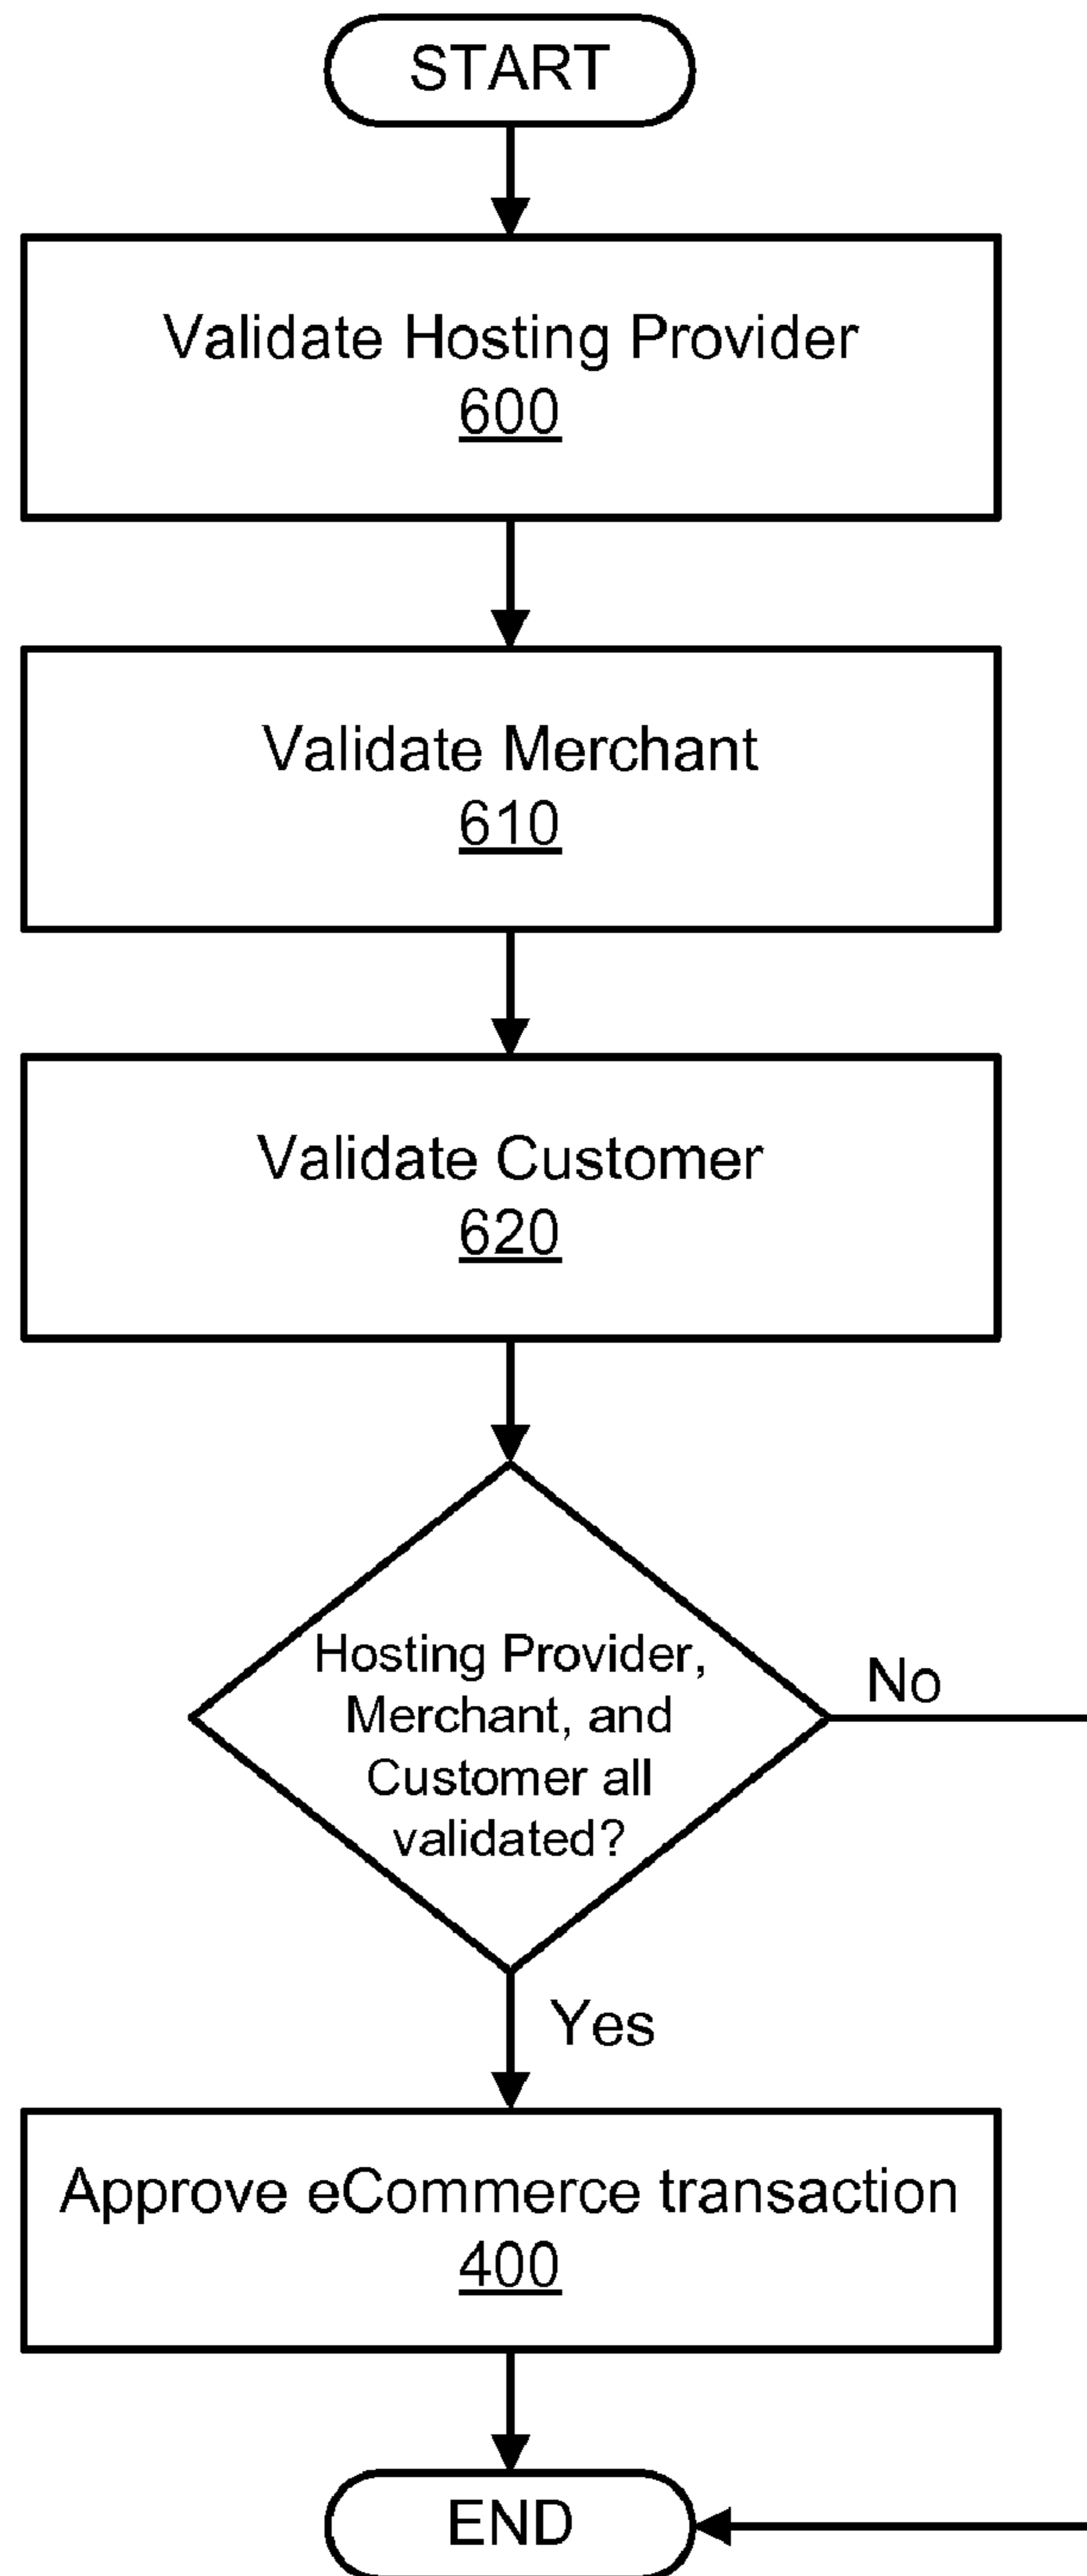 START
Validate Hosting Provider
600
Validate Merchant
610
Validate Customer
620
Hosting Provider,
Merchant, and
Customer all
validated?
No
Yes
Approve eCommerce transaction
400
END